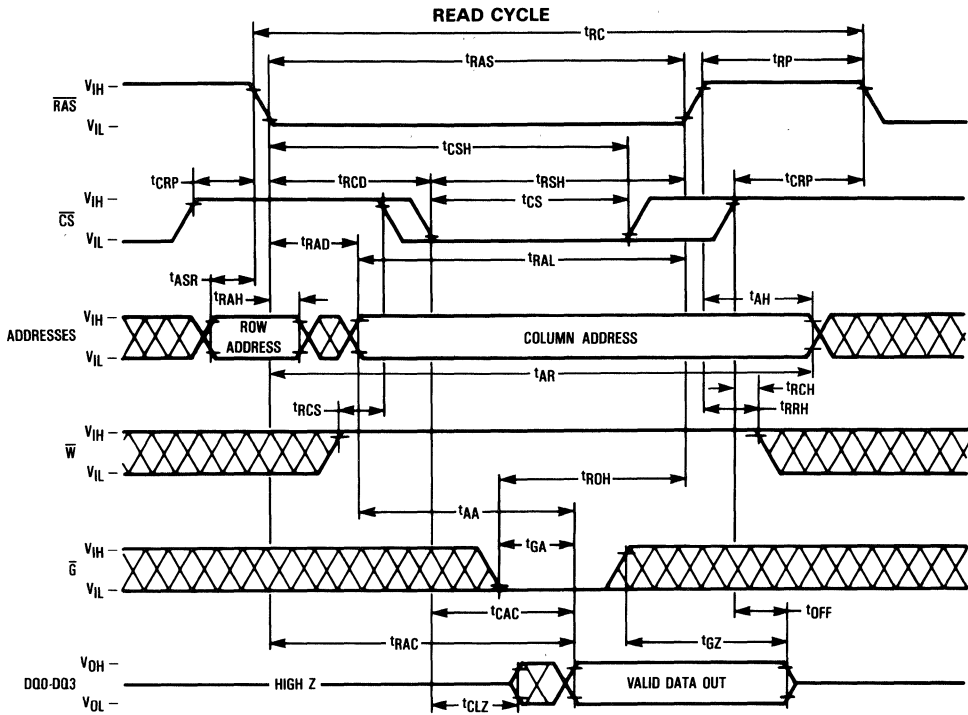 READ CYCLE
tRC
tRAS
tRP
VIH
RAS
VIL
tCSH
tCRP
tRCD
tRSH
tCRP
VIH
tCS
CS
VIL
tRAD
tRAL
tASR
tRAH
tAH
VIH
ROW
ADDRESS
ADDRESSES
COLUMN ADDRESS
VIL
tAR
tRCH
tRCS
tRRH
VIH
W
VIL
tROH
tAA
tGA
VIH
G
VIL
tCAC
tOFF
tRAC
tGZ
VOH
DQ0-DQ3
HIGH Z
VALID DATA OUT
VOL
tCLZ